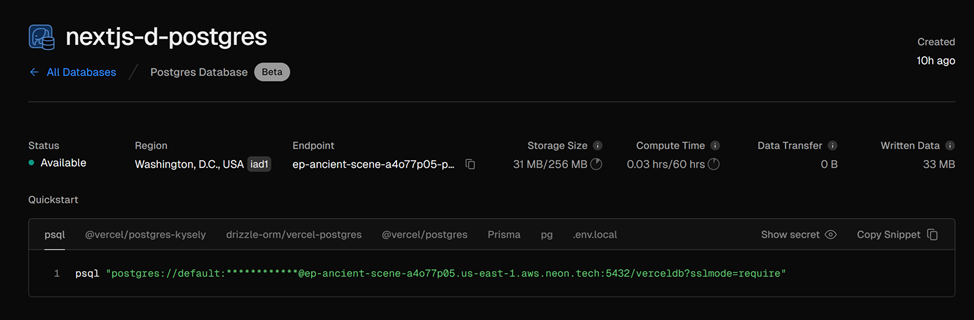 nextjs-d-postgres
Created
10h ago
← All Databases / Postgres Database Beta
Status
Available
Region
Washington, D.C., USA iad1
Endpoint
ep-ancient-scene-a4o77p05-p...
Storage Size
31 MB/256 MB
Compute Time
0.03 hrs/60 hrs
Data Transfer
0 B
Written Data
33 MB
Quickstart
psql @vercel/postgres-kysely drizzle-orm/vercel-postgres @vercel/postgres Prisma pg .env.local Show secret Copy Snippet
1 psql "postgres://default:************@ep-ancient-scene-a4o77p05.us-east-1.aws.neon.tech:5432/verceldb?sslmode=require"